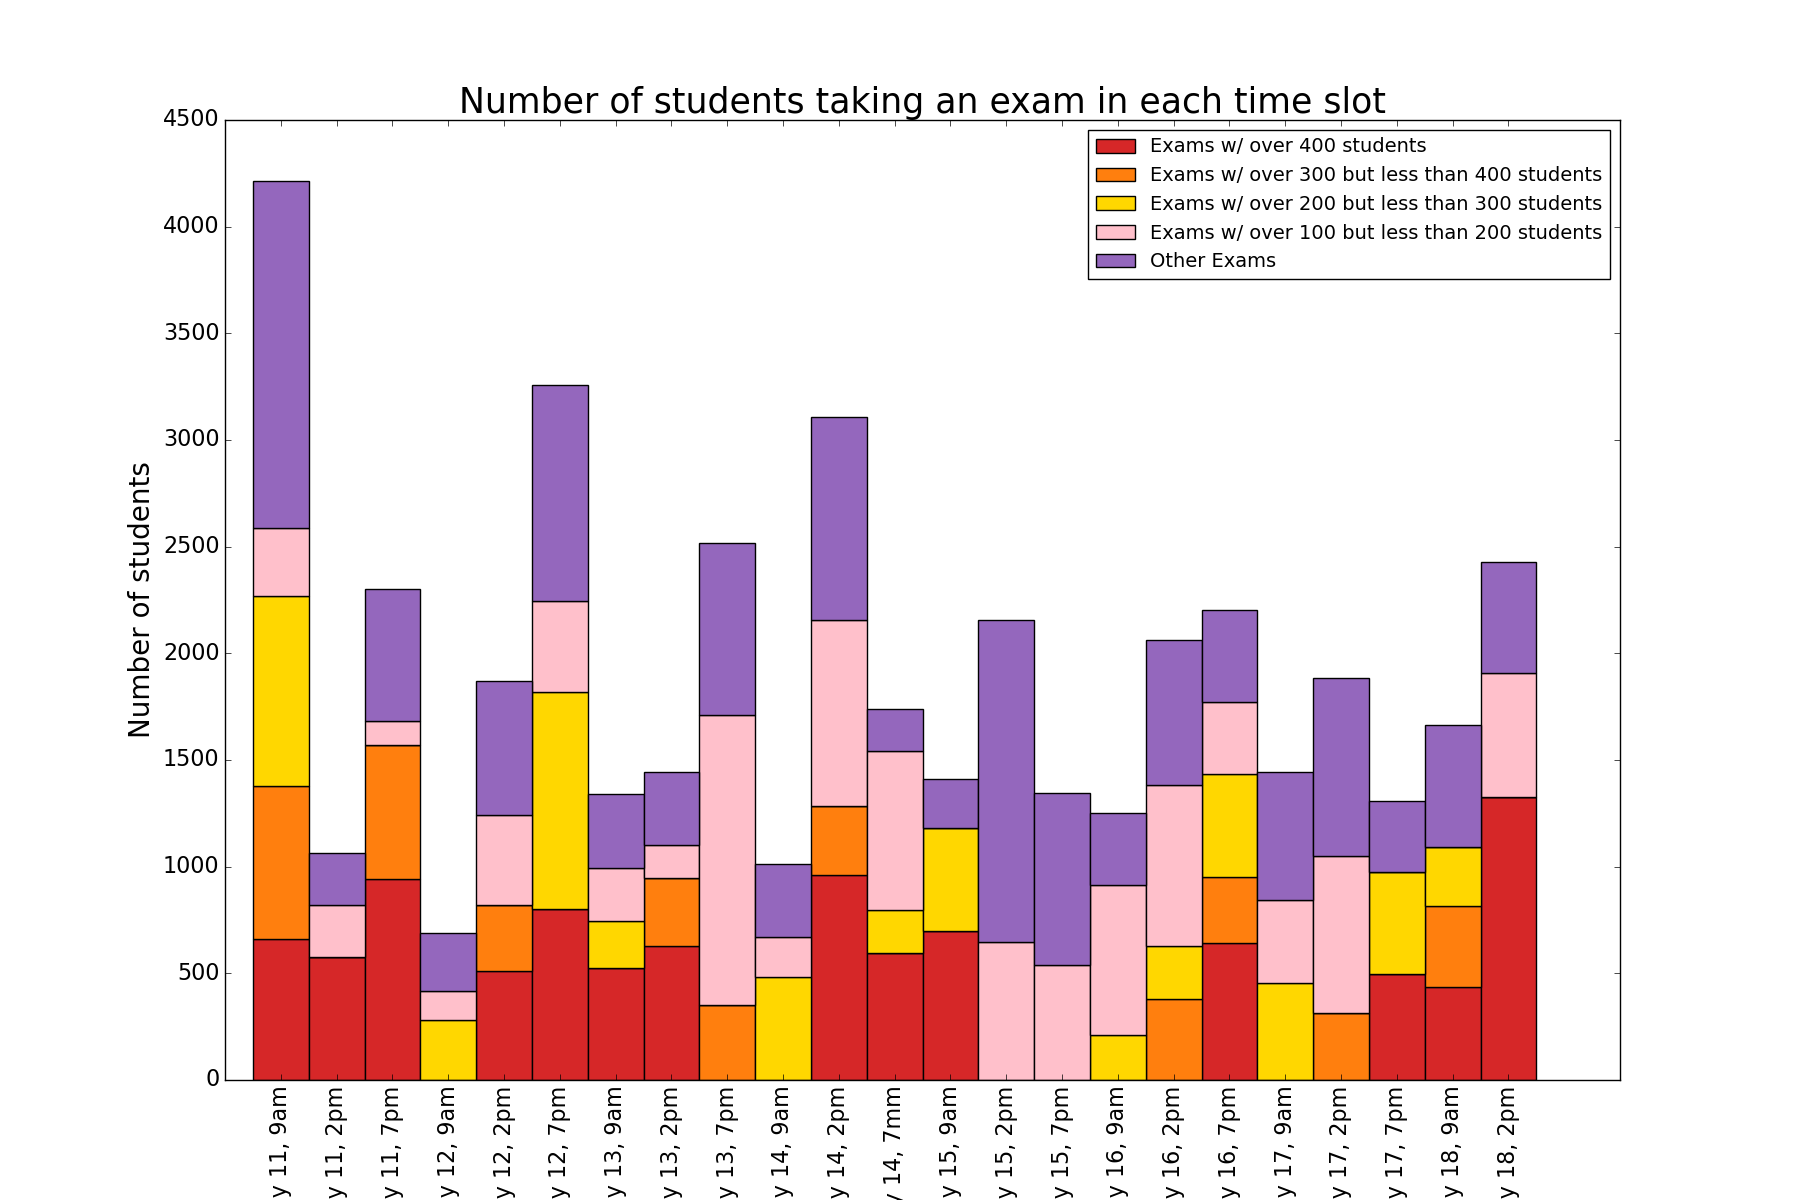 Number of students taking an exam in each time slot
Number of students
4500
4000
3500
3000
2500
2000
1500
1000
500
0
Exams w/ over 400 students
Exams w/ over 300 but less than 400 students
Exams w/ over 200 but less than 300 students
Exams w/ over 100 but less than 200 students
Other Exams
y 11, 9am
y 11, 2pm
y 11, 7pm
y 12, 9am
y 12, 2pm
y 12, 7pm
y 13, 9am
y 13, 2pm
y 13, 7pm
y 14, 9am
y 14, 2pm
y 14, 7mm
y 15, 9am
y 15, 2pm
y 15, 7pm
y 16, 9am
y 16, 2pm
y 16, 7pm
y 17, 9am
y 17, 2pm
y 17, 7pm
y 18, 9am
y 18, 2pm